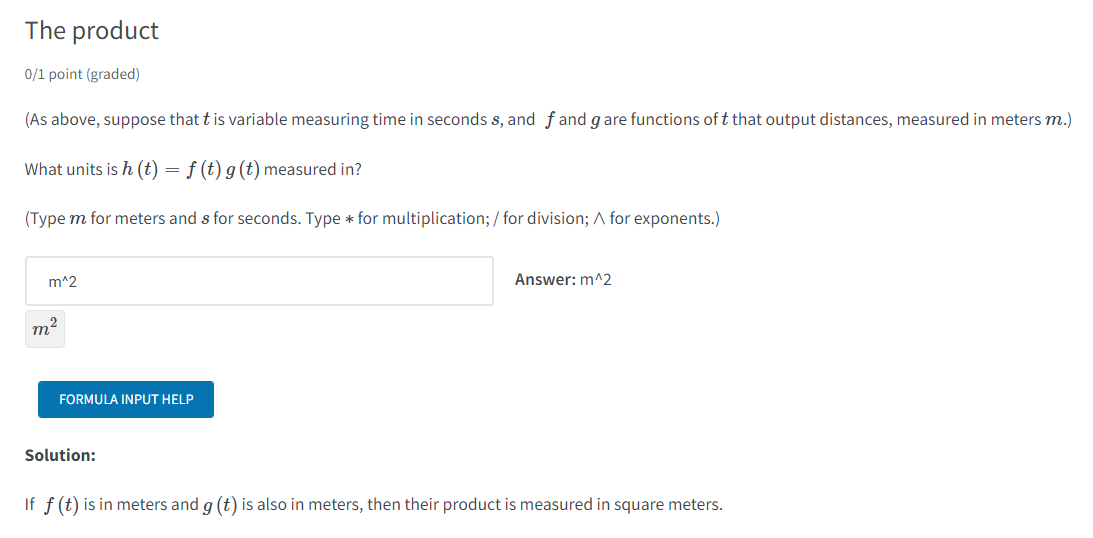 The product
0/1 point (graded)
(As above, suppose that t is variable measuring time in seconds s, and f and g are functions of t that output distances, measured in meters m.)
What units is h (t) = f (t) g (t) measured in?
(Type m for meters and s for seconds. Type * for multiplication; / for division; ∧ for exponents.)
m^2
Answer: m^2
m²
FORMULA INPUT HELP
Solution:
If f (t) is in meters and g (t) is also in meters, then their product is measured in square meters.